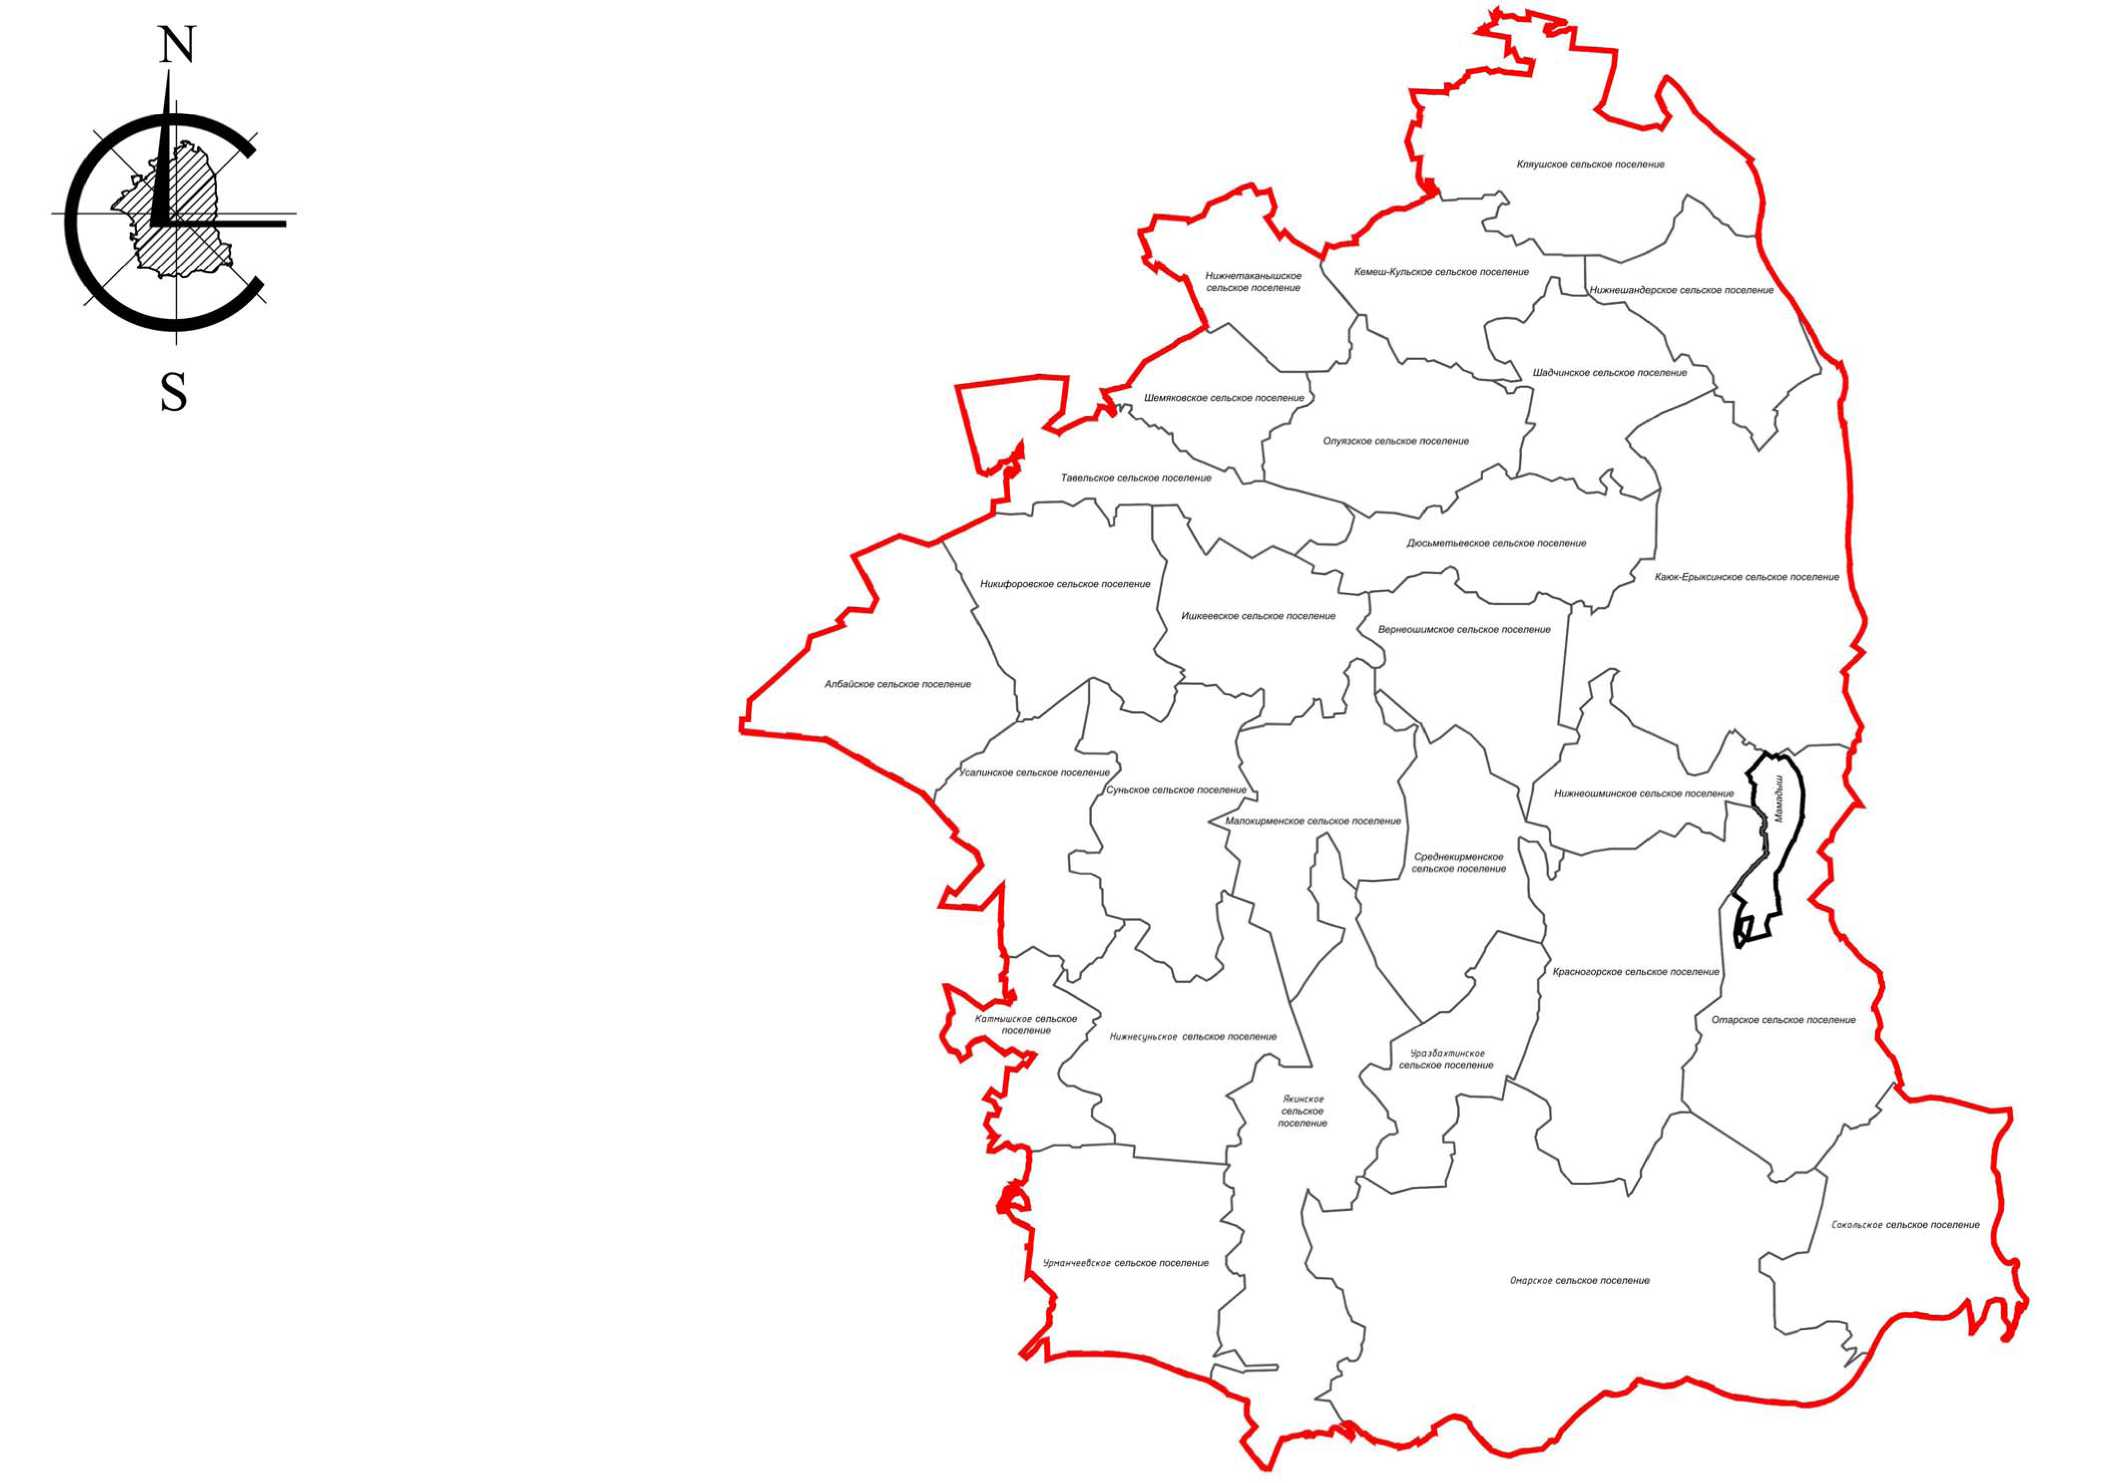 N
S
Кляушское сельское поселение
Нижнетаканышское
сельское поселение
Кемеш-Кульское сельское поселение
Нижнешандерское сельское поселение
Шемяковское сельское поселение
Шадчинское сельское поселение
Олуязское сельское поселение
Тавельское сельское поселение
Дюсьметьевское сельское поселение
Никифоровское сельское поселение
Каюк-Ерыксинское сельское поселение
Ишкеевское сельское поселение
Вернеошимское сельское поселение
Албайское сельское поселение
Усалинское сельское поселение
Суньское сельское поселение
Нижнеошминское сельское поселение
Мамадыш
Малокирменское сельское поселение
Среднекирменское
сельское поселение
Красногорское сельское поселение
Катмышское сельское
поселение
Отарское сельское поселение
Нижнесуньское сельское поселение
Уразбахтинское
сельское поселение
Якинское
сельское
поселение
Сокольское сельское поселение
Урманчеевское сельское поселение
Омарское сельское поселение